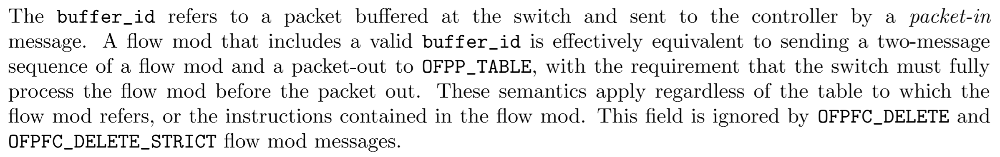 The buffer_id refers to a packet buffered at the switch and sent to the controller by a packet-in
message. A flow mod that includes a valid buffer_id is effectively equivalent to sending a two-message
sequence of a flow mod and a packet-out to OFPP_TABLE, with the requirement that the switch must fully
process the flow mod before the packet out. These semantics apply regardless of the table to which the
flow mod refers, or the instructions contained in the flow mod. This field is ignored by OFPFC_DELETE and
OFPFC_DELETE_STRICT flow mod messages.